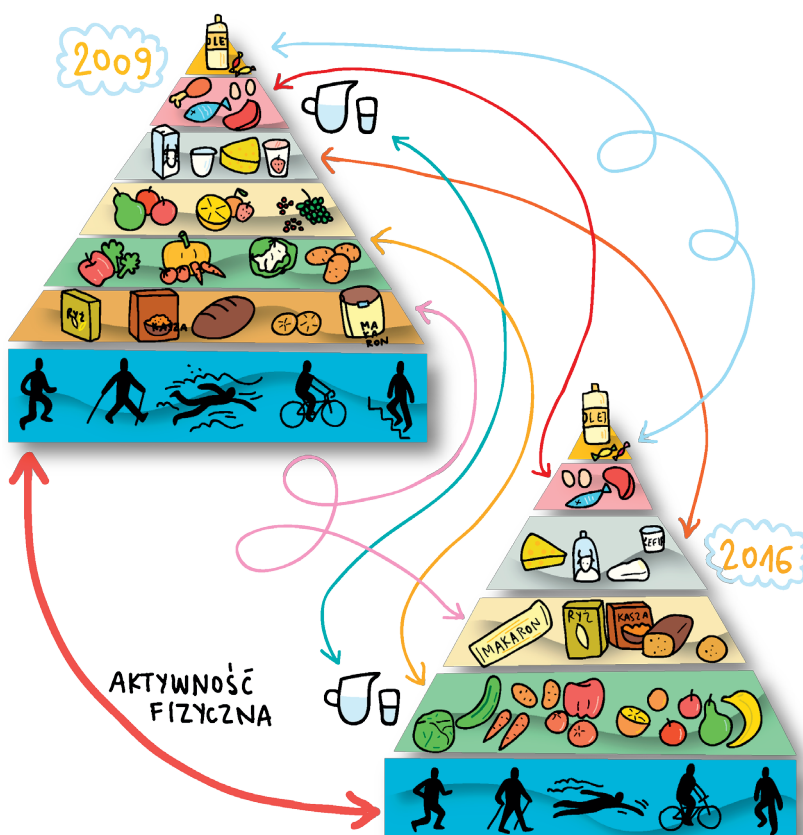 2009
OLEJ
RYŻ
KASZA
MA
KA
RON
OLEJ
2016
KEFIR
MAKARON
RYŻ
KASZA
AKTYWNOŚĆ
FIZYCZNA